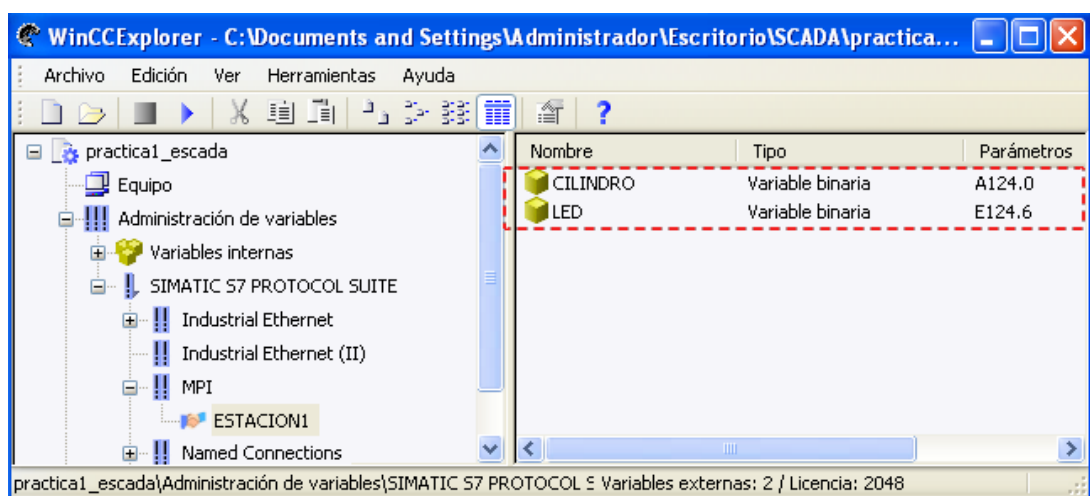 WinCCExplorer - C:\Documents and Settings\Administrador\Escritorio\SCADA\practica...
Archivo Edición Ver Herramientas Ayuda
practica1_escada
Equipo
Administración de variables
Variables internas
SIMATIC S7 PROTOCOL SUITE
Industrial Ethernet
Industrial Ethernet (II)
MPI
ESTACION1
Named Connections
Nombre Tipo Parámetros
CILINDRO Variable binaria A124.0
LED Variable binaria E124.6
practica1_escada\Administración de variables\SIMATIC S7 PROTOCOL S Variables externas: 2 / Licencia: 2048